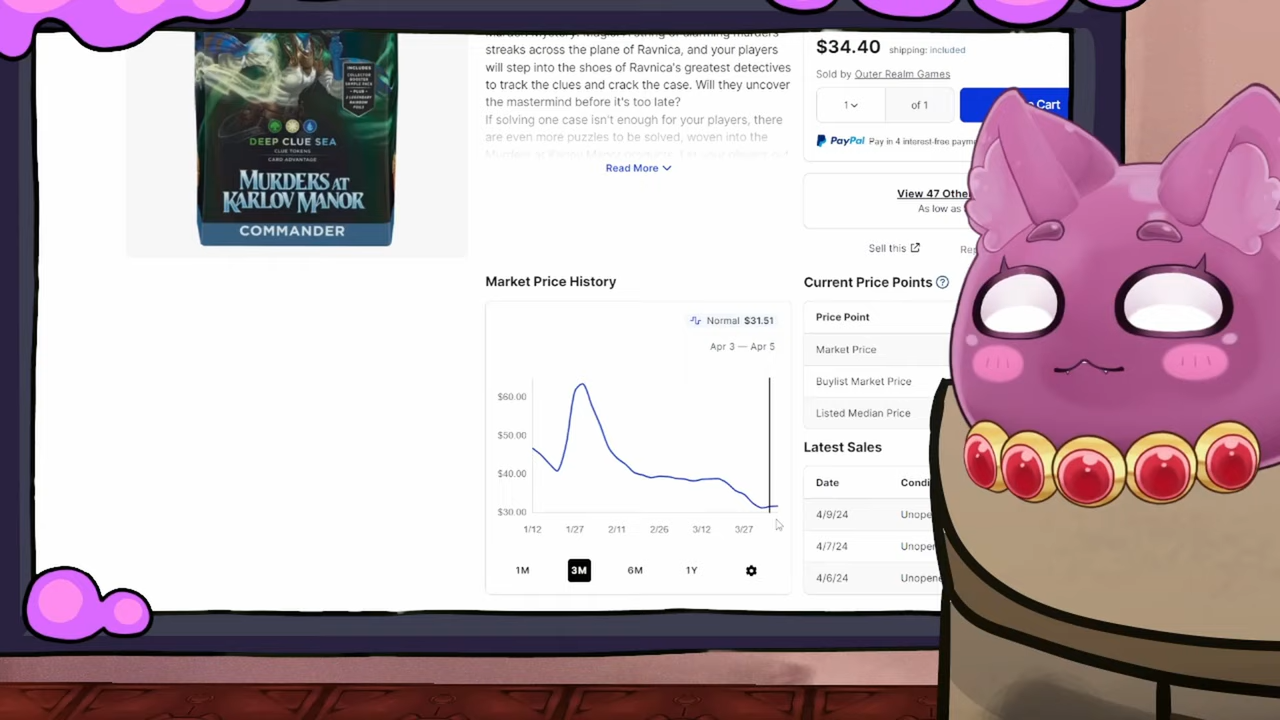 streaks across the plane of Ravnica, and your players
will step into the shoes of Ravnica's greatest detectives
to track the clues and crack the case. Will they uncover
the mastermind before it's too late?
If solving one case isn't enough for your players, there
are even more puzzles to be solved, woven into the
Read More
$34.40 shipping: included
Sold by Outer Realm Games
1
of 1
Cart
PayPal Pay in 4 interest-free
View 47
As low as
Sell this
INCLUDES
DEEP CLUE SEA
CLUE TOKENS
CARD ADVANTAGE
MURDERS AT
KARLOV MANOR
COMMANDER
Market Price History
Normal $31.51
Apr 3 — Apr 5
$60.00
$50.00
$40.00
$30.00
1/12 1/27 2/11 2/26 3/12 3/27
1M 3M 6M 1Y
Current Price Points
Price Point
Market Price
Buylist Market Price
Listed Median Price
Latest Sales
Date
4/9/24
4/7/24
4/6/24